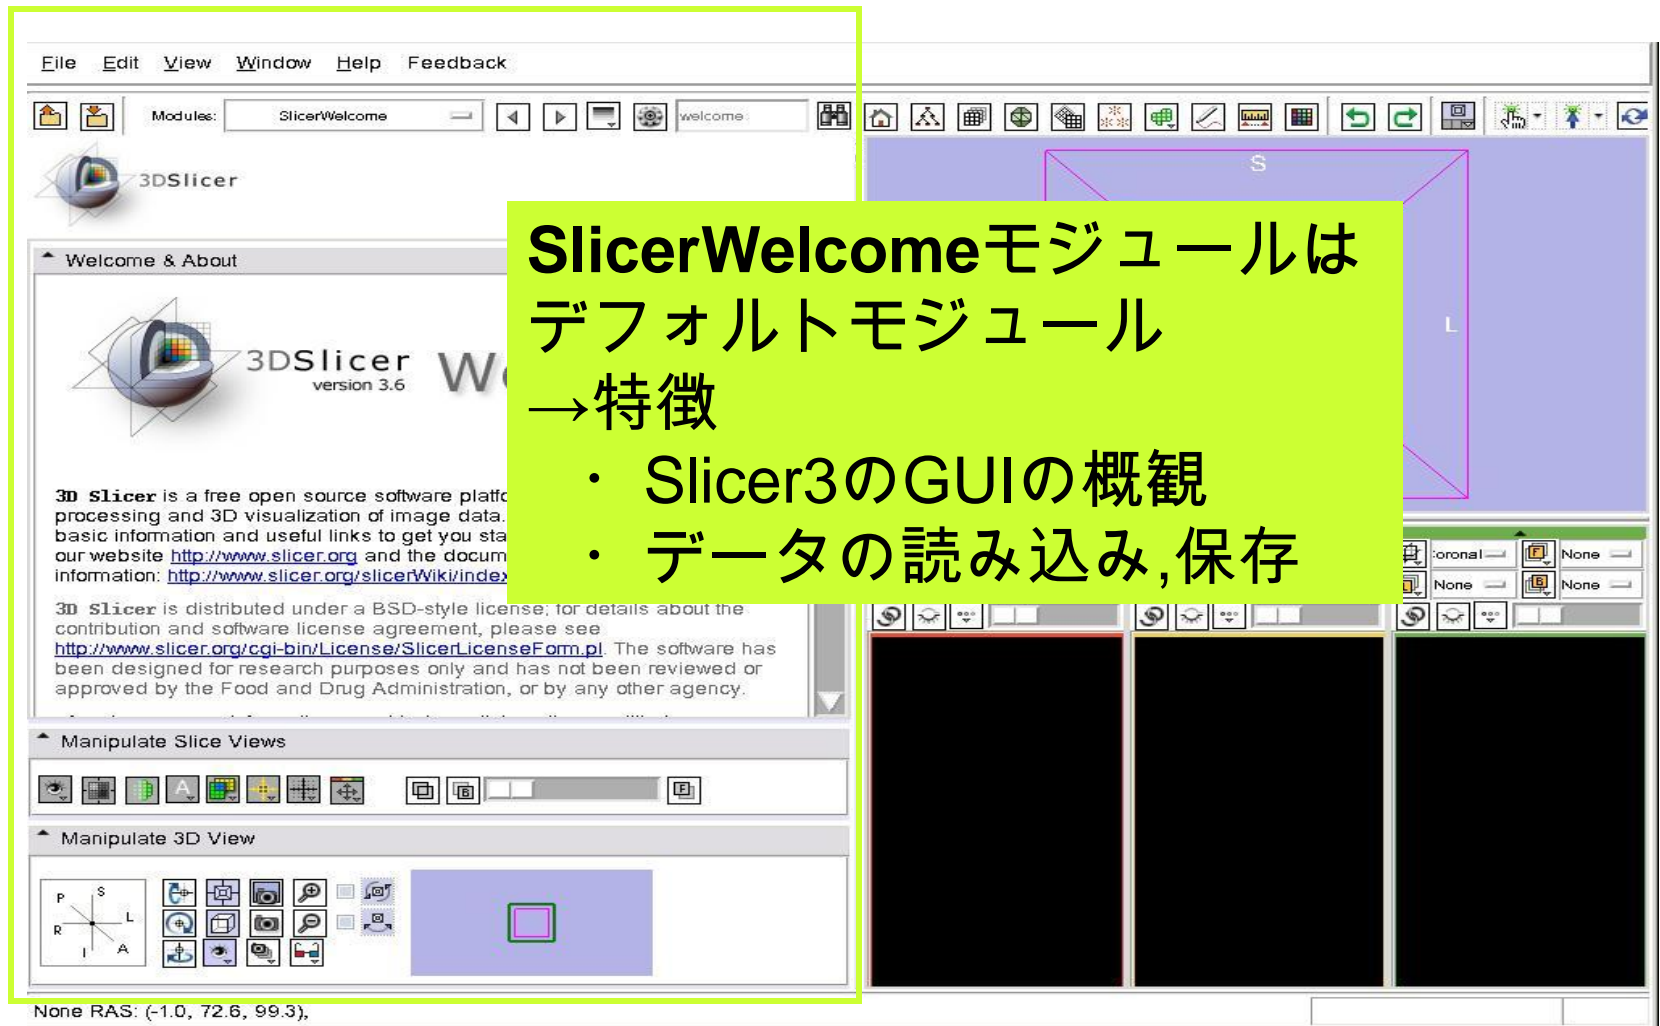 File Edit View Window Help Feedback
Modules: SlicerWelcome welcome
3DSlicer
S
Welcome & About
SlicerWelcomeモジュールは
デフォルトモジュール
→特徴
・ Slicer3のGUIの概観
・ データの読み込み,保存
L
3DSlicer
version 3.6
3D Slicer is a free open source software
processing and 3D visualization of image data.
basic information and useful links to get you
our website http://www.slicer.org and the
information: http://www.slicer.org/slicerWiki/
3D Slicer is distributed under a BSD-style license; for details about the
contribution and software license agreement, please see
http://www.slicer.org/cgi-bin/License/SlicerLicenseForm.pl. The software has
been designed for research purposes only and has not been reviewed or
approved by the Food and Drug Administration, or by any other agency.
oronal F None
None B None
Manipulate Slice Views
A B F
Manipulate 3D View
P S
L
R
I A
None RAS: (-1.0, 72.6, 99.3),